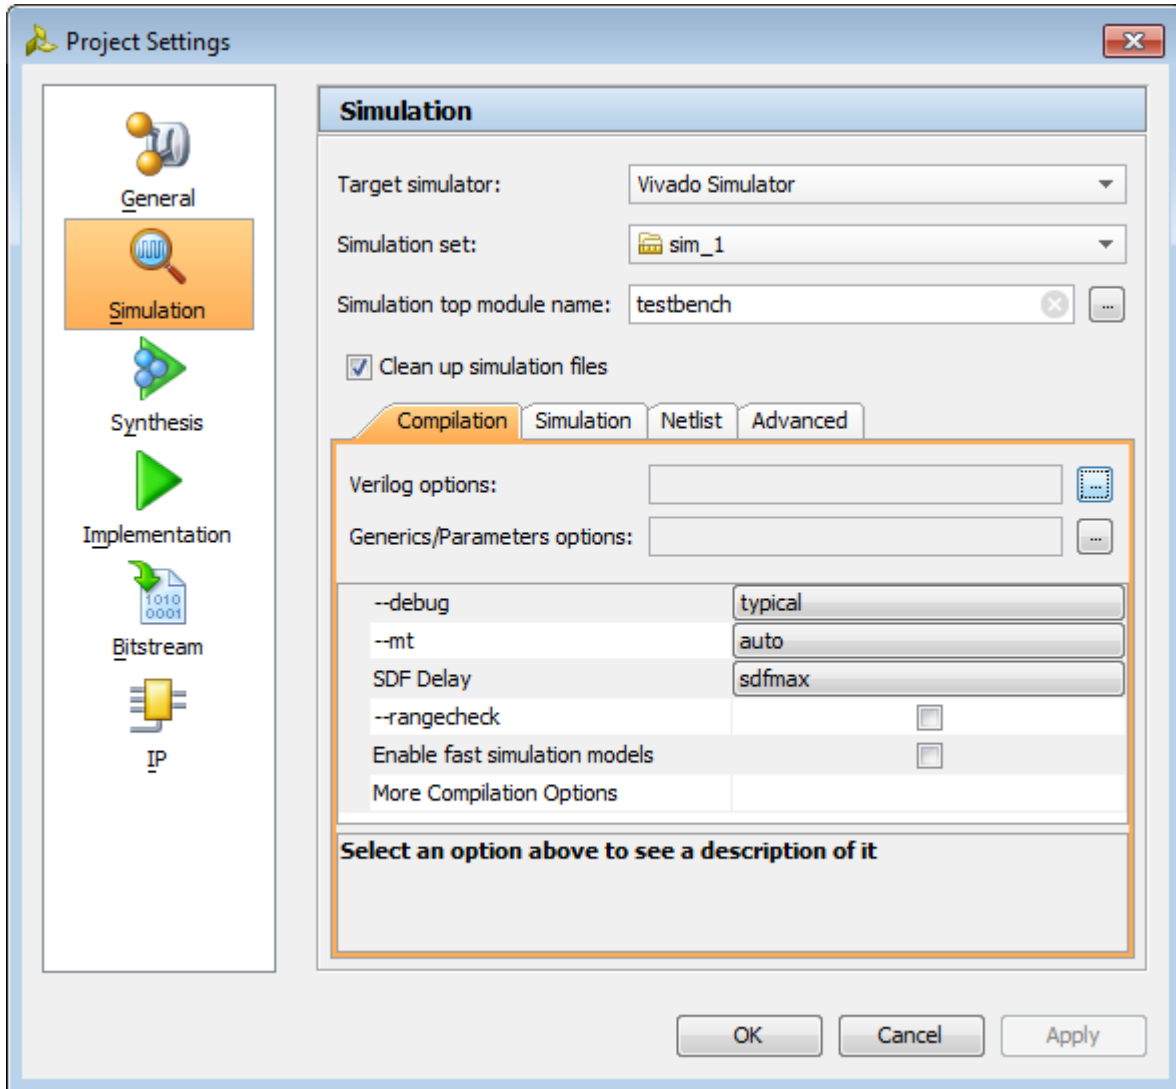 Project Settings
General
Simulation
Synthesis
Implementation
Bitstream
IP
Simulation
Target simulator: Vivado Simulator
Simulation set: sim_1
Simulation top module name: testbench ...
Clean up simulation files
Compilation Simulation Netlist Advanced
Verilog options: ...
Generics/Parameters options: ...
--debug typical
--mt auto
SDF Delay sdfmax
--rangecheck
Enable fast simulation models
More Compilation Options
Select an option above to see a description of it
OK Cancel Apply
1010
0001